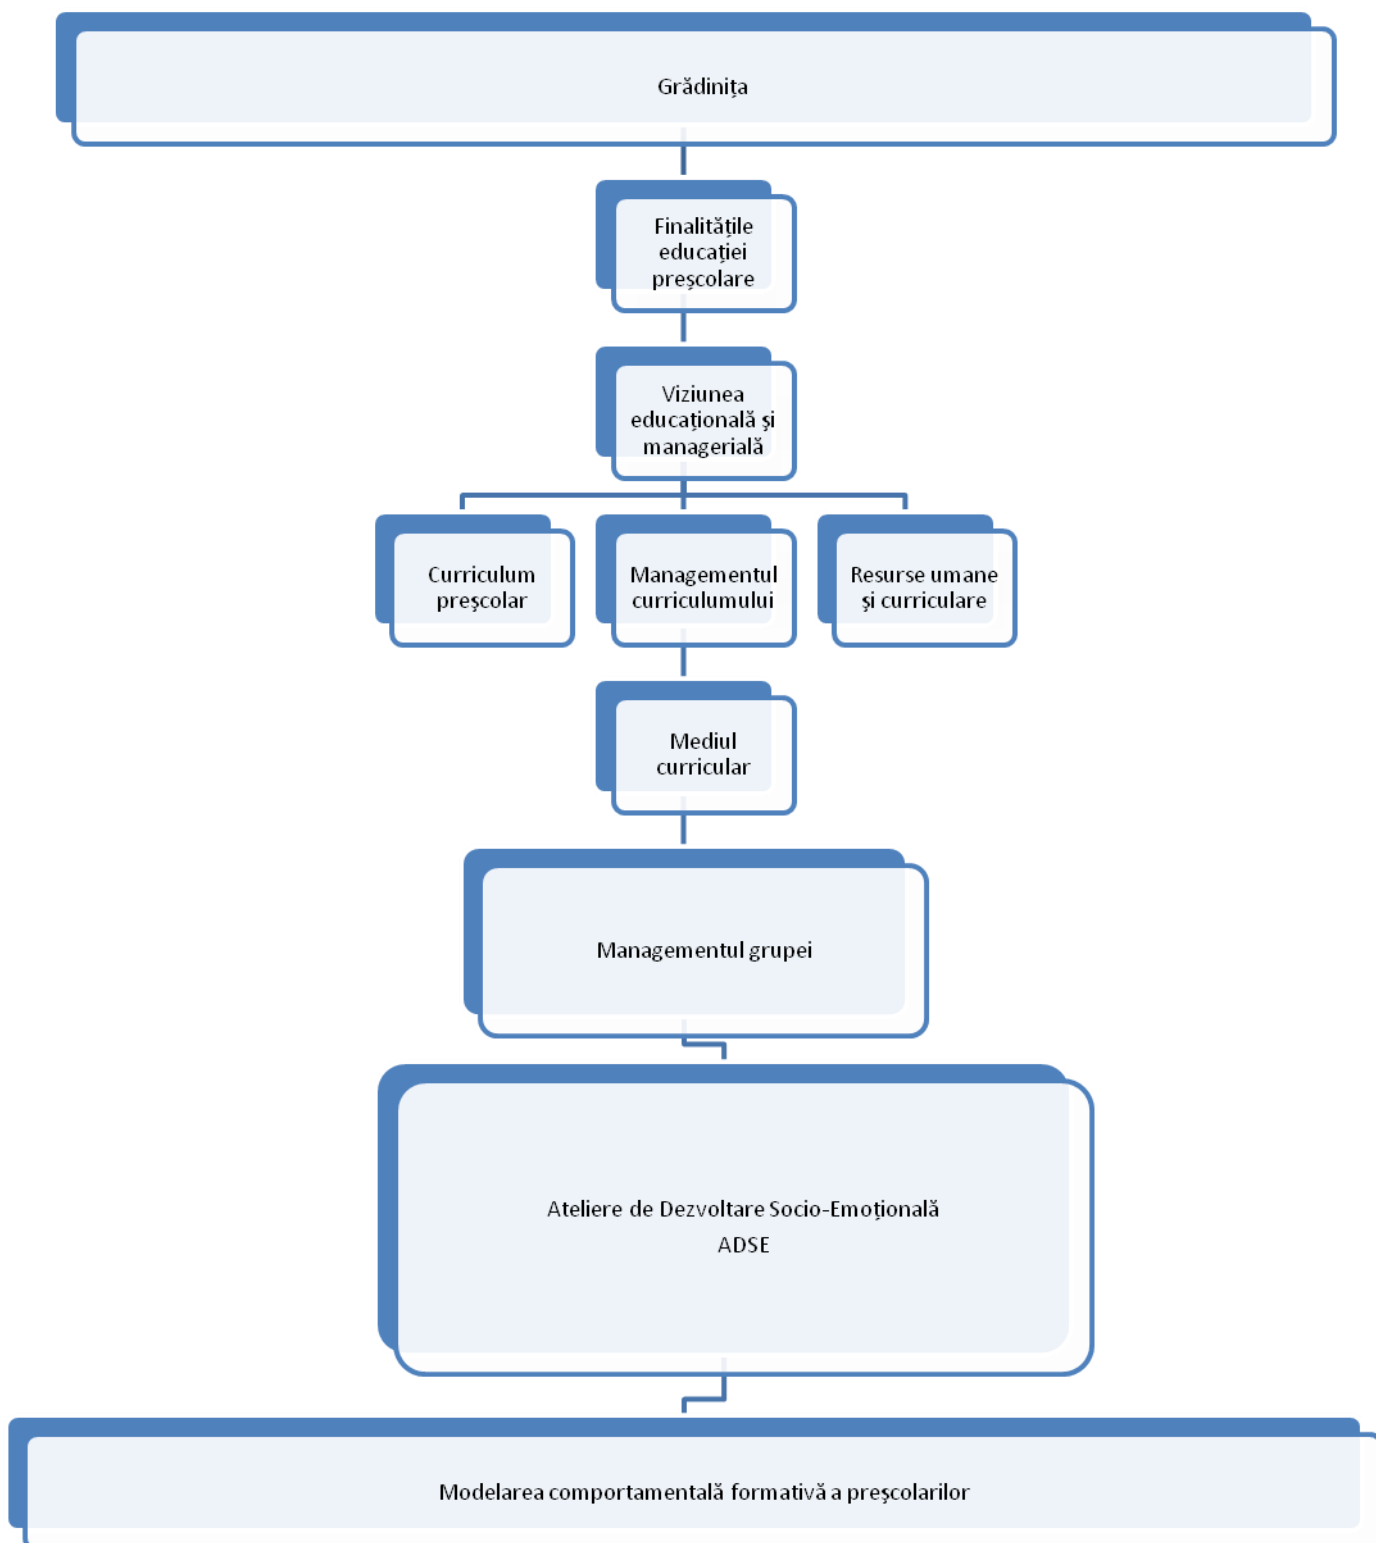 Grădinița
Finalitățile
educației
preșcolare
Viziunea
educațională și
managerială
Curriculum
preșcolar
Managementul
curriculumului
Resurse umane
și curriculare
Mediul
curricular
Managementul grupei
Ateliere de Dezvoltare Socio-Emoțională
ADSE
Modelarea comportamentală formativă a preșcolarilor